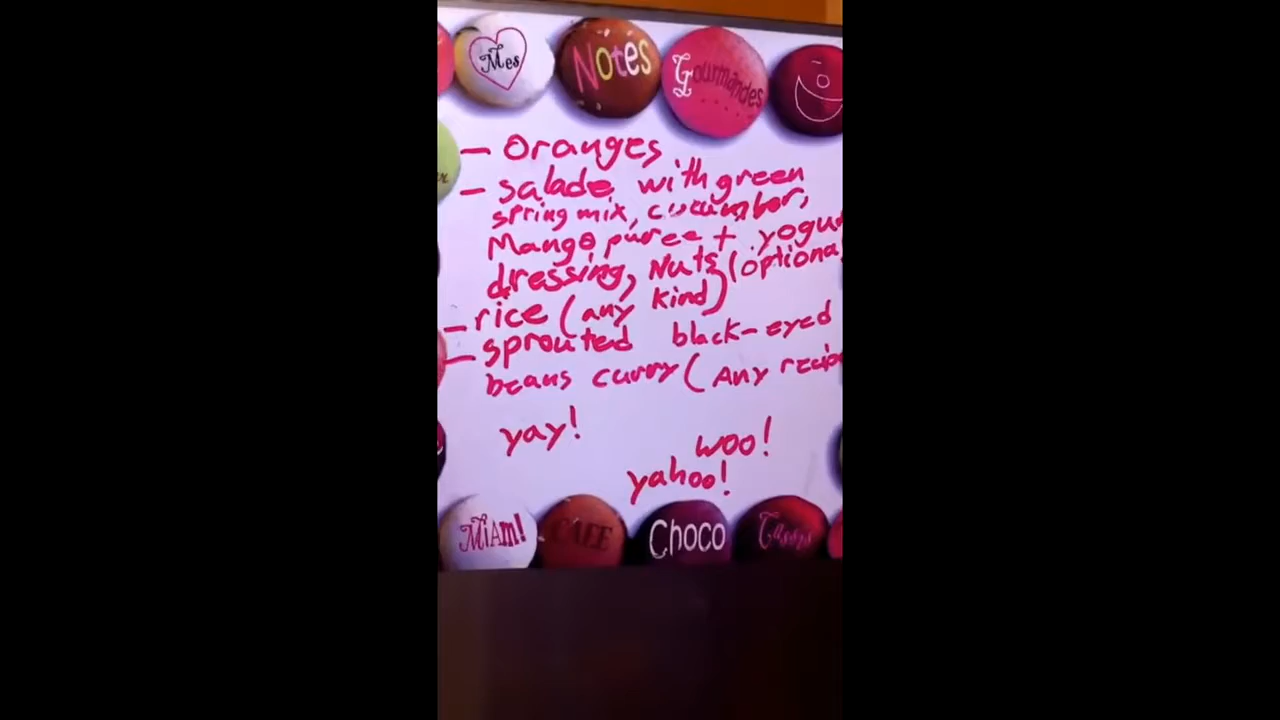 Mes Notes Gourmandes
- Oranges
- salade with green
spring mix, cucumber,
Mango puree + yogu
dressing, Nuts (optiona
- rice (any kind)
- sprouted black-eyed
beans curry (Any recip
yay!
woo!
yahoo!
MiAm! CAFE Choco